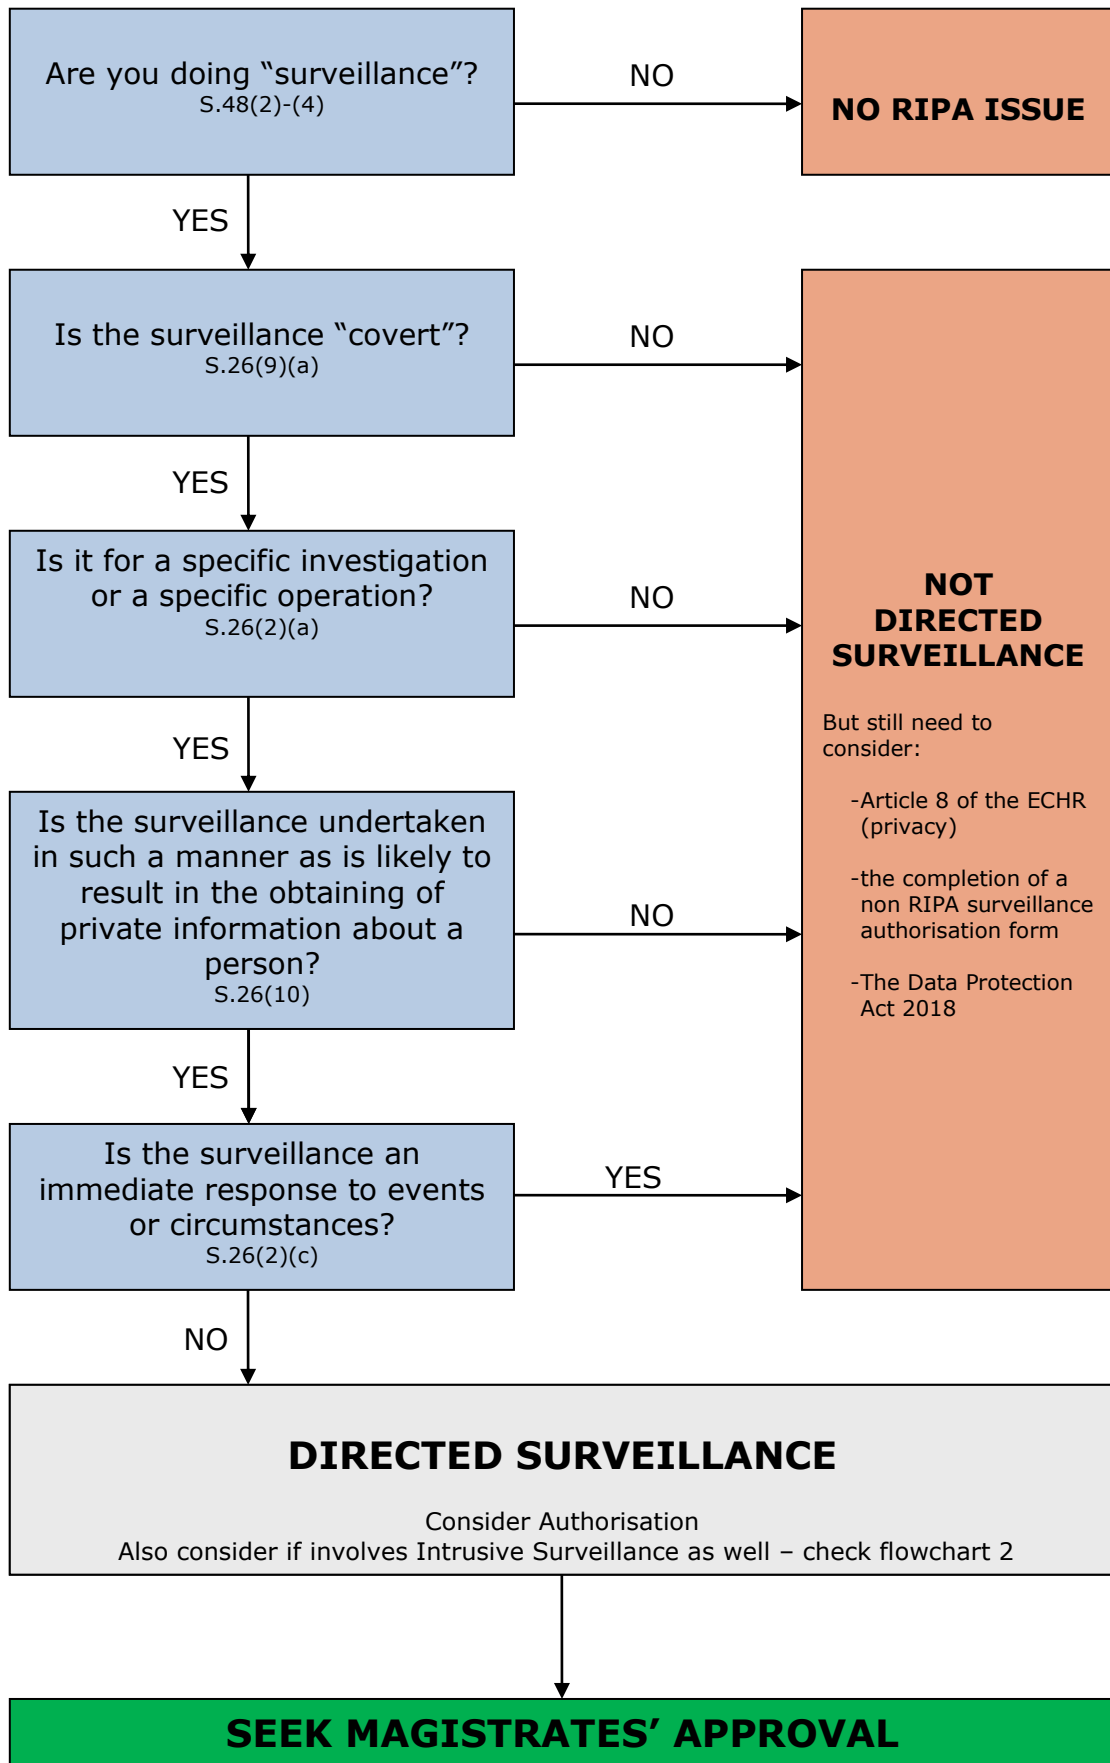 Are you doing “surveillance”?
S.48(2)-(4)
NO
NO RIPA ISSUE
YES
Is the surveillance “covert”?
S.26(9)(a)
NO
YES
Is it for a specific investigation
or a specific operation?
S.26(2)(a)
NO
YES
Is the surveillance undertaken
in such a manner as is likely to
result in the obtaining of
private information about a
person?
S.26(10)
NO
YES
Is the surveillance an
immediate response to events
or circumstances?
S.26(2)(c)
YES
NO
NOT
DIRECTED
SURVEILLANCE
But still need to
consider:
-Article 8 of the ECHR
(privacy)
-the completion of a
non RIPA surveillance
authorisation form
-The Data Protection
Act 2018
DIRECTED SURVEILLANCE
Consider Authorisation
Also consider if involves Intrusive Surveillance as well – check flowchart 2
SEEK MAGISTRATES’ APPROVAL